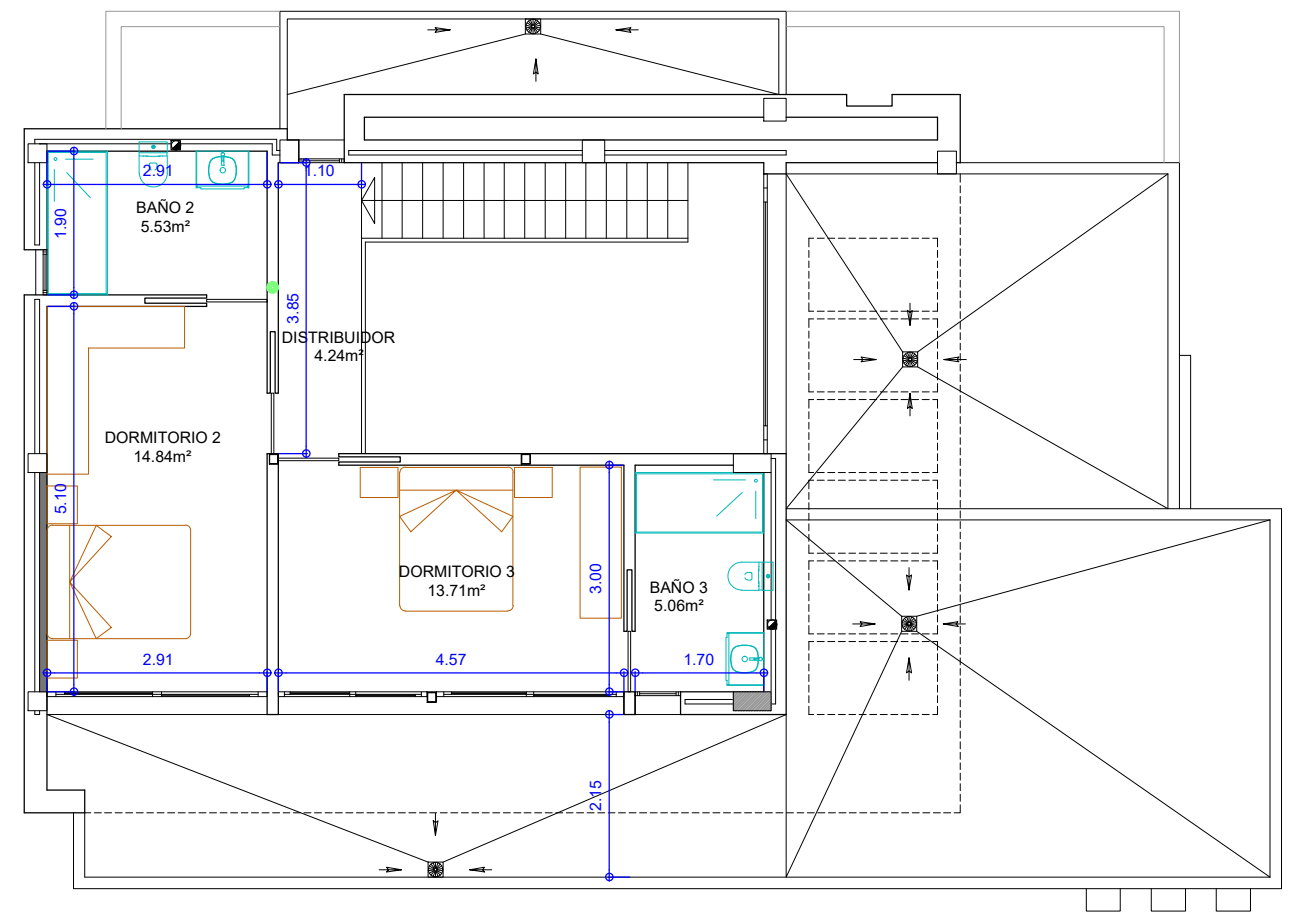 2.91
1.10
BAÑO 2
5.53m²
1.90
3.85
DISTRIBUIDOR
4.24m²
DORMITORIO 2
14.84m²
5.10
DORMITORIO 3
13.71m²
3.00
BAÑO 3
5.06m²
2.91
4.57
1.70
2.15